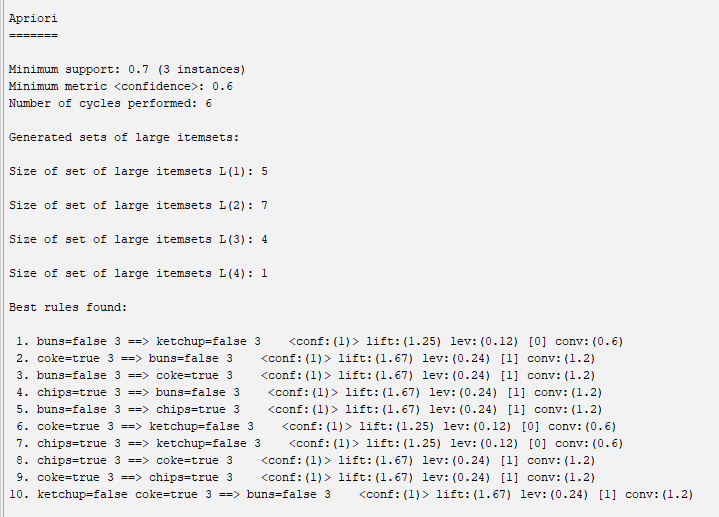 Apriori
=======
Minimum support: 0.7 (3 instances)
Minimum metric <confidence>: 0.6
Number of cycles performed: 6
Generated sets of large itemsets:
Size of set of large itemsets L(1): 5
Size of set of large itemsets L(2): 7
Size of set of large itemsets L(3): 4
Size of set of large itemsets L(4): 1
Best rules found:
1. buns=false 3 ==> ketchup=false 3    <conf:(1)> lift:(1.25) lev:(0.12) [0] conv:(0.6)
2. coke=true 3 ==> buns=false 3    <conf:(1)> lift:(1.67) lev:(0.24) [1] conv:(1.2)
3. buns=false 3 ==> coke=true 3    <conf:(1)> lift:(1.67) lev:(0.24) [1] conv:(1.2)
4. chips=true 3 ==> buns=false 3    <conf:(1)> lift:(1.67) lev:(0.24) [1] conv:(1.2)
5. buns=false 3 ==> chips=true 3    <conf:(1)> lift:(1.67) lev:(0.24) [1] conv:(1.2)
6. coke=true 3 ==> ketchup=false 3    <conf:(1)> lift:(1.25) lev:(0.12) [0] conv:(0.6)
7. chips=true 3 ==> ketchup=false 3    <conf:(1)> lift:(1.25) lev:(0.12) [0] conv:(0.6)
8. chips=true 3 ==> coke=true 3    <conf:(1)> lift:(1.67) lev:(0.24) [1] conv:(1.2)
9. coke=true 3 ==> chips=true 3    <conf:(1)> lift:(1.67) lev:(0.24) [1] conv:(1.2)
10. ketchup=false coke=true 3 ==> buns=false 3    <conf:(1)> lift:(1.67) lev:(0.24) [1] conv:(1.2)